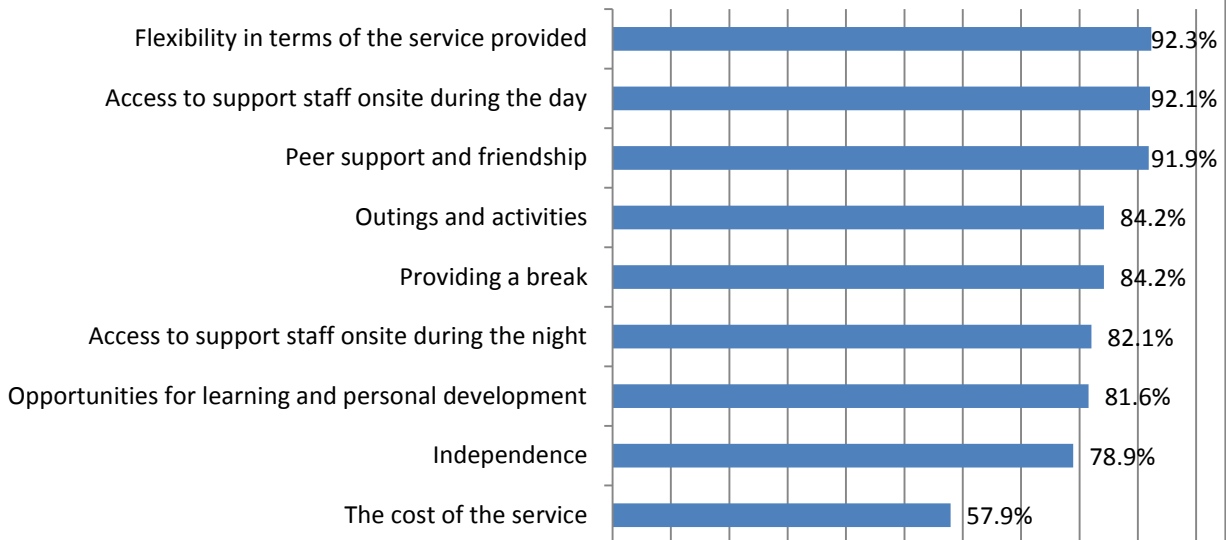 Flexibility in terms of the service provided 92.3%
Access to support staff onsite during the day 92.1%
Peer support and friendship 91.9%
Outings and activities 84.2%
Providing a break 84.2%
Access to support staff onsite during the night 82.1%
Opportunities for learning and personal development 81.6%
Independence 78.9%
The cost of the service 57.9%